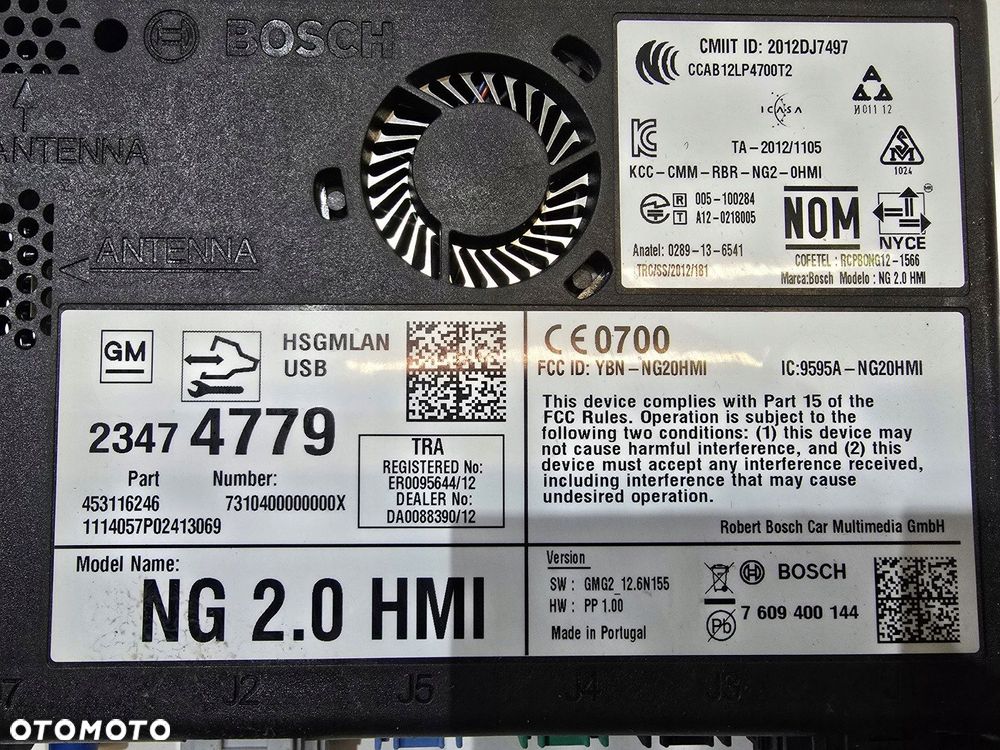 BOSCH
ANTENNA
ANTENNA
CMIIT ID: 2012DJ7497
CCAB12LP4700T2
ICASA
И011 12
TA-2012/1105
KCC-CMM-RBR-NG2-0HMI
1024
R 005-100284
T A12-0218005
NOM
NYCE
Anatel: 0289-13-6541
COFETEL: RCPBONG12-1566
TRC/SS/2012/181
Marca:Bosch Modelo: NG 2.0 HMI
GM
HSGMLAN
USB
2347 4779
Part Number:
453116246 7310400000000X
1114057P02413069
TRA
REGISTERED No:
ER0095644/12
DEALER No:
DA0088390/12
Model Name:
NG 2.0 HMI
CE0700
FCC ID: YBN-NG20HMI IC:9595A-NG20HMI
This device complies with Part 15 of the
FCC Rules. Operation is subject to the
following two conditions: (1) this device may
not cause harmful interference, and (2) this
device must accept any interference received,
including interference that may cause
undesired operation.
Robert Bosch Car Multimedia GmbH
Version
SW: GMG2_12.6N155
HW: PP 1.00
Made in Portugal
BOSCH
Pb
7 609 400 144
J2 J5 J4 J3
OTOMOTO